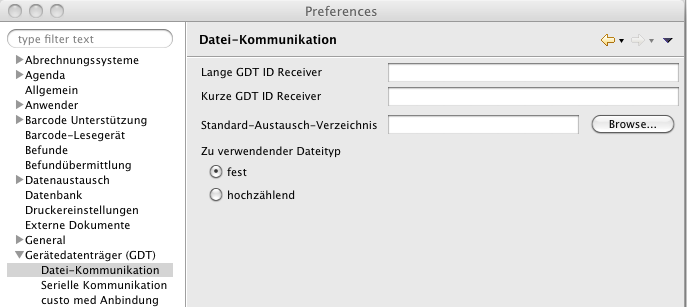 Preferences
type filter text
Abrechnungssysteme
Agenda
Allgemein
Anwender
Barcode Unterstützung
Barcode-Lesegerät
Befunde
Befundübermittlung
Datenaustausch
Datenbank
Druckereinstellungen
Externe Dokumente
General
Gerätedatenträger (GDT)
Datei-Kommunikation
Serielle Kommunikation
custo med Anbindung
Datei-Kommunikation
Lange GDT ID Receiver
Kurze GDT ID Receiver
Standard-Austausch-Verzeichnis
Browse...
Zu verwendender Dateityp
fest
hochzählend